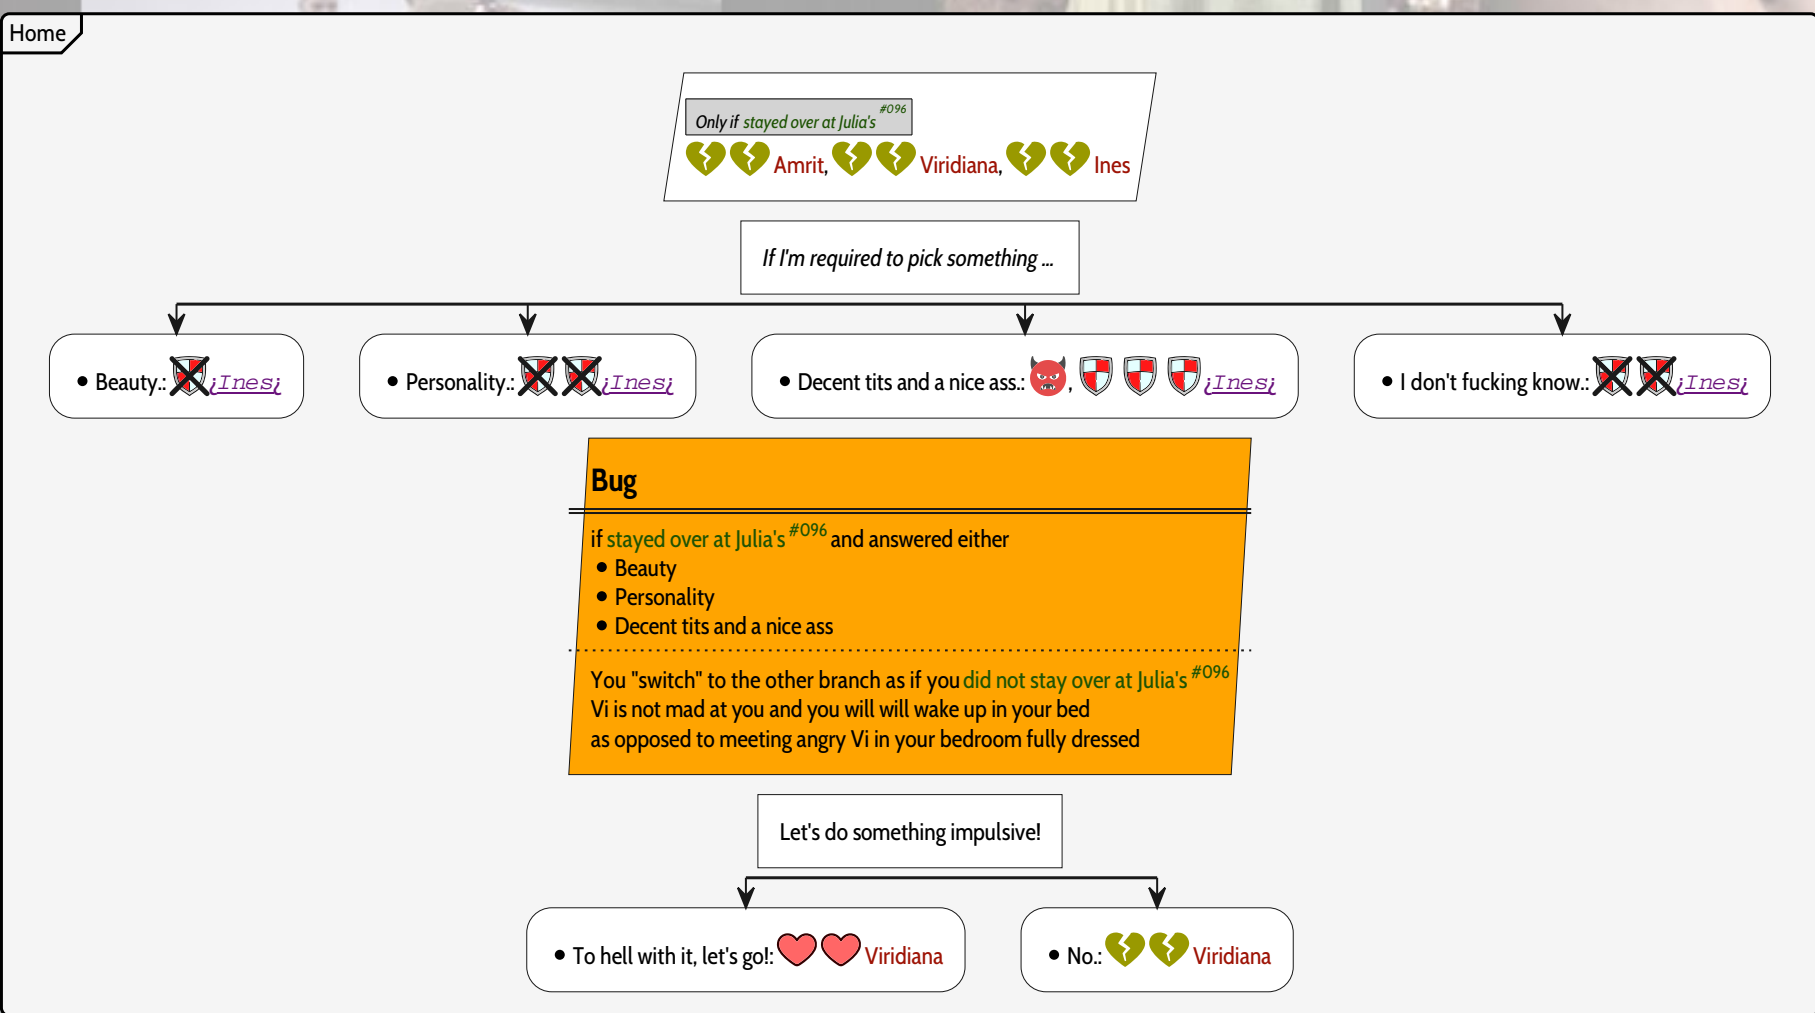 Home
Only if stayed over at Julia's #096
Amrit, Viridiana, Ines
If I'm required to pick something ...
• Beauty.: ¿Ines¿
• Personality.: ¿Ines¿
• Decent tits and a nice ass.: , ¿Ines¿
• I don't fucking know.: ¿Ines¿
Bug
if stayed over at Julia's #096 and answered either
• Beauty
• Personality
• Decent tits and a nice ass
You "switch" to the other branch as if you did not stay over at Julia's #096
Vi is not mad at you and you will will wake up in your bed
as opposed to meeting angry Vi in your bedroom fully dressed
Let's do something impulsive!
• To hell with it, let's go!: Viridiana
• No.: Viridiana